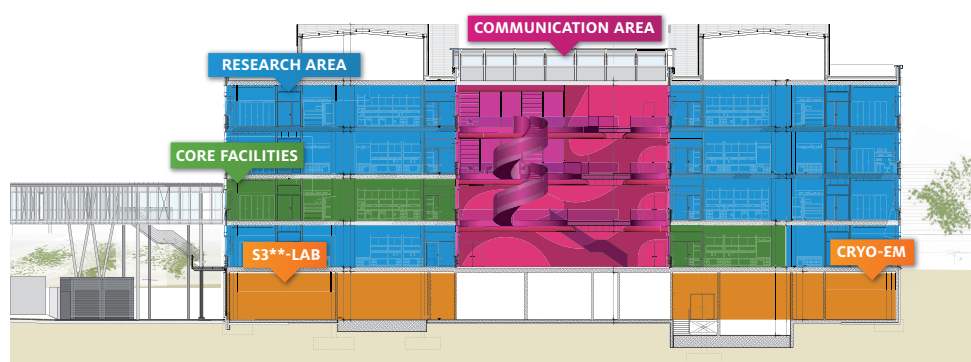 COMMUNICATION AREA
RESEARCH AREA
CORE FACILITIES
S3**-LAB
CRYO-EM